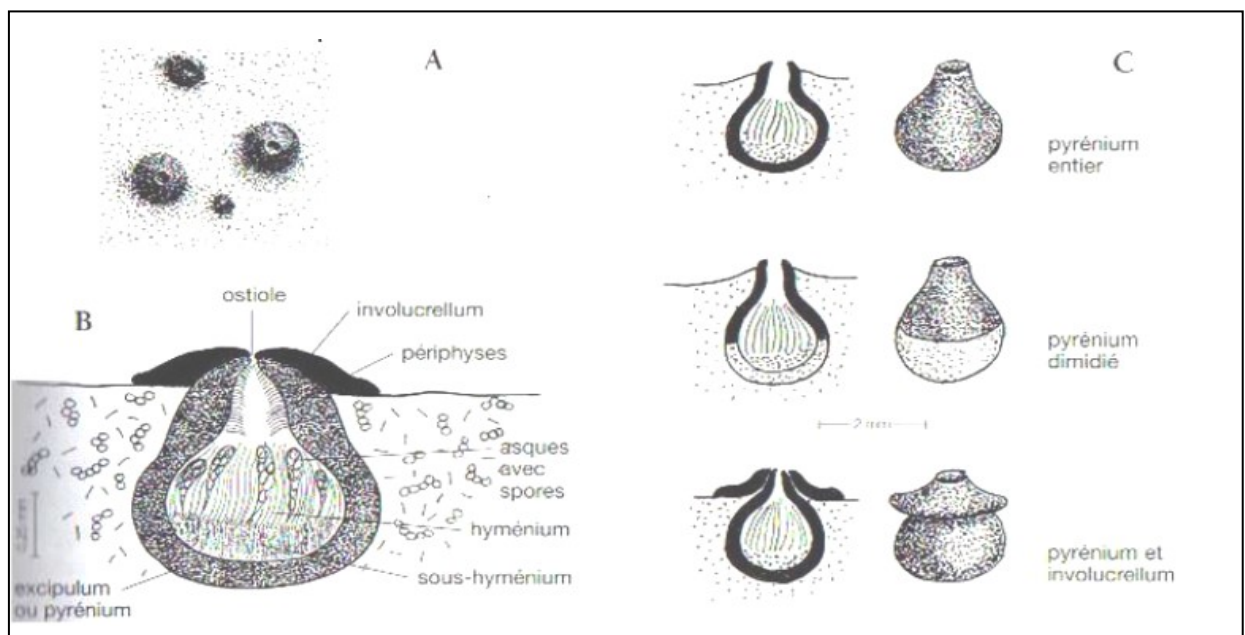 A
B
ostiole
involucrellum
périphyses
asques
avec
spores
hyménium
sous-hyménium
excipulum
ou pyrénium
C
pyrénium
entier
pyrénium
dimidié
2 mm
pyrénium et
involucrellum